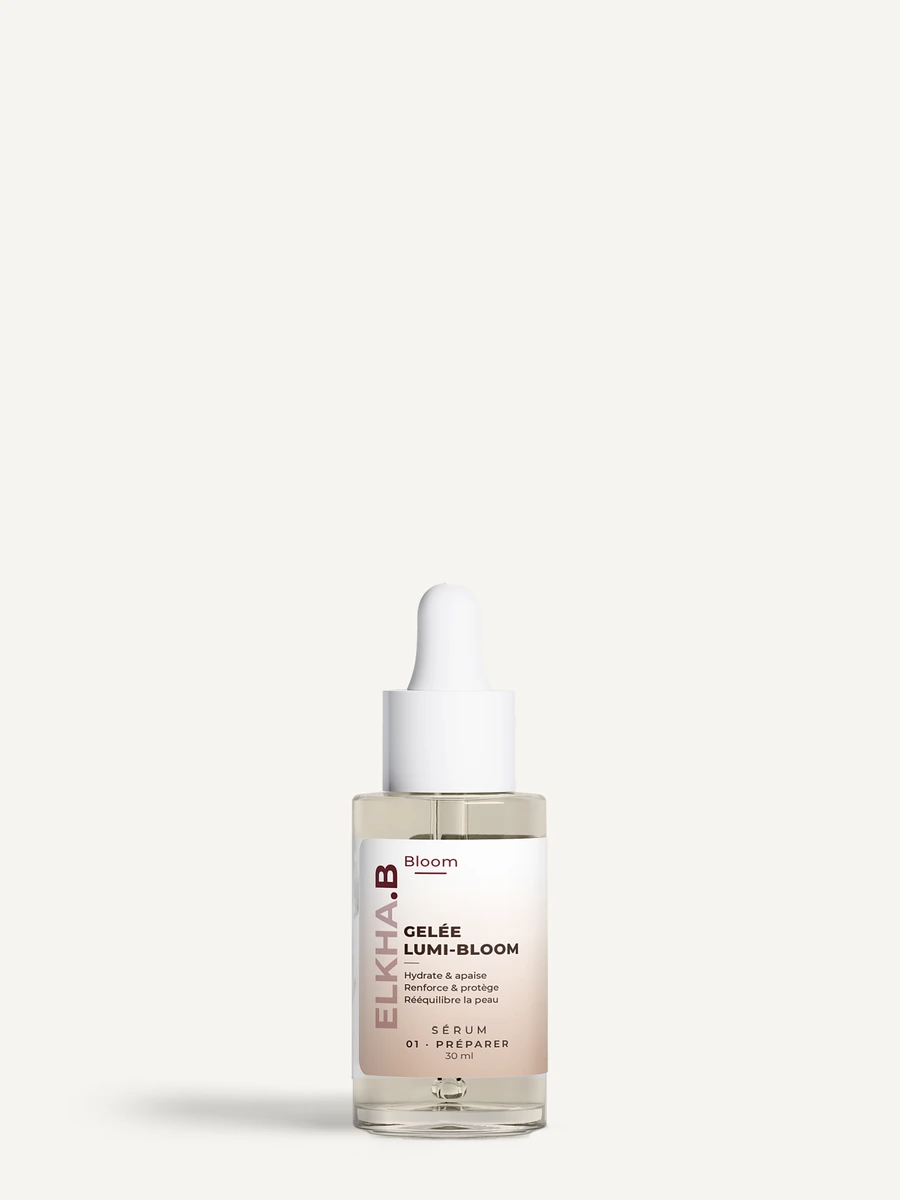 ELKHA.B
Bloom
GELÉE
LUMI-BLOOM
Hydrate & apaise
Renforce & protège
Rééquilibre la peau
SÉRUM
01 · PRÉPARER
30 ml